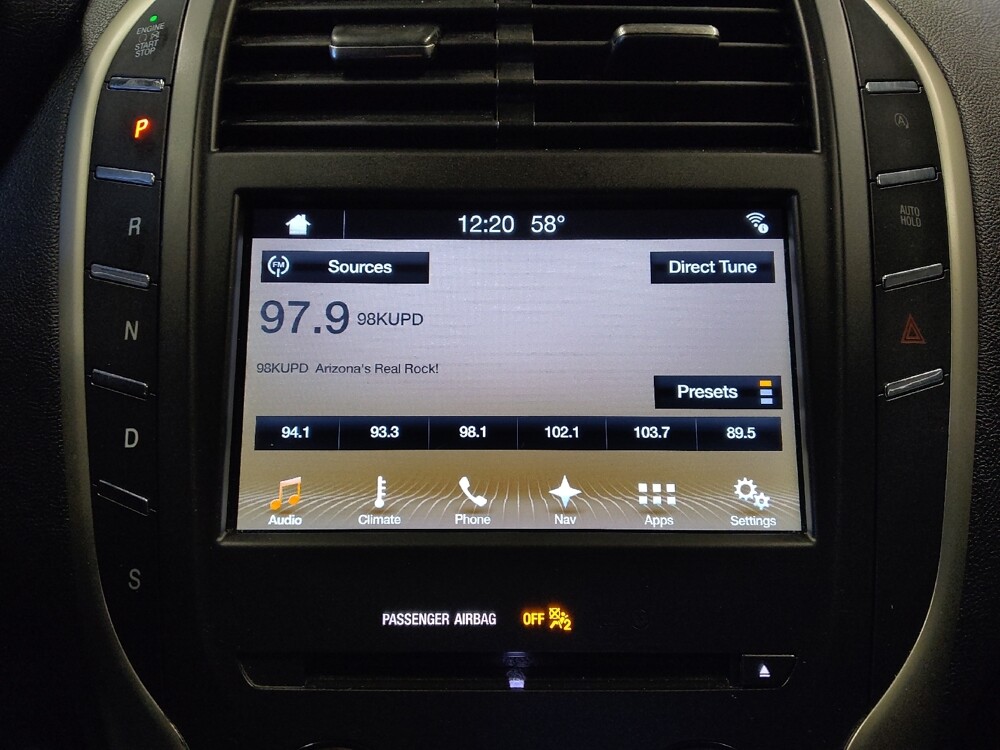 ENGINE
START
STOP
P
R
N
D
S
12:20 58°
FM Sources
Direct Tune
97.9 98KUPD
98KUPD Arizona's Real Rock!
Presets
94.1 93.3 98.1 102.1 103.7 89.5
Audio Climate Phone Nav Apps Settings
PASSENGER AIRBAG OFF 2
A
AUTO
HOLD